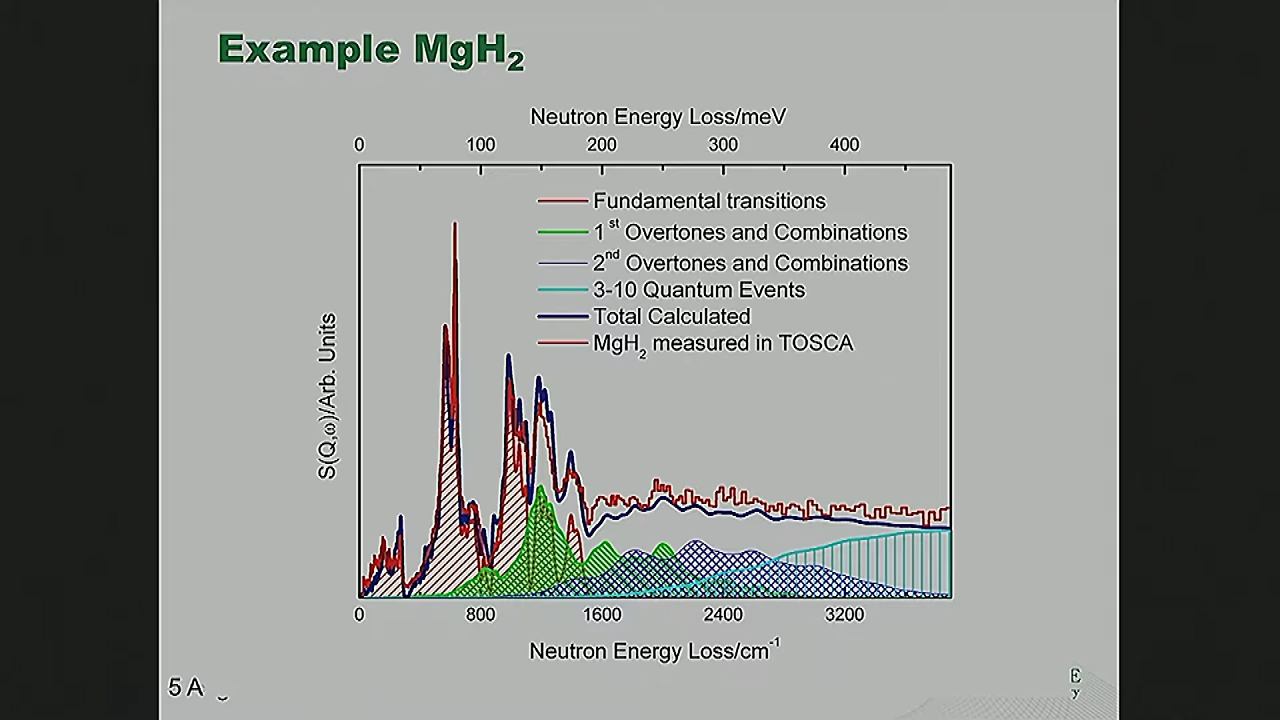 Example MgH₂
Neutron Energy Loss/meV
0 100 200 300 400
Fundamental transitions
1st Overtones and Combinations
2nd Overtones and Combinations
3-10 Quantum Events
Total Calculated
MgH₂ measured in TOSCA
S(Q,ω)/Arb. Units
0 800 1600 2400 3200
Neutron Energy Loss/cm⁻¹
5 A
E
y